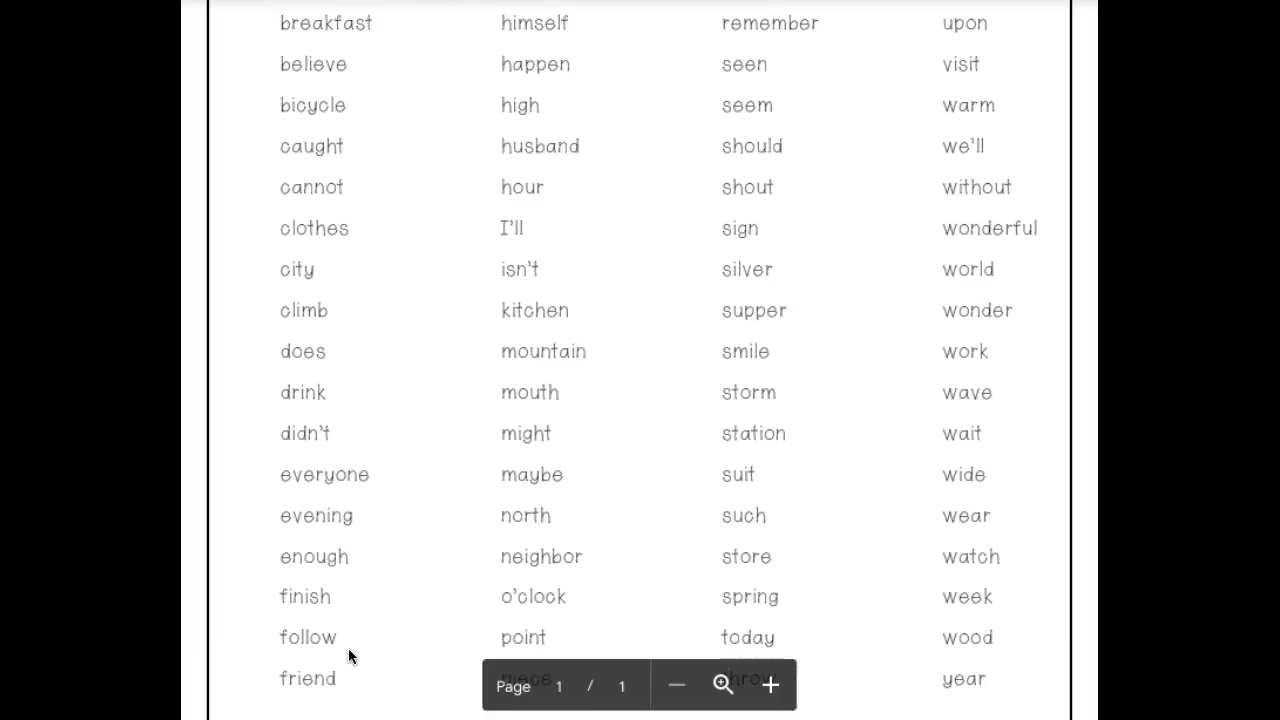 breakfast himself remember upon
believe happen seen visit
bicycle high seem warm
caught husband should we'll
cannot hour shout without
clothes I'll sign wonderful
city isn't silver world
climb kitchen supper wonder
does mountain smile work
drink mouth storm wave
didn't might station wait
everyone maybe suit wide
evening north such wear
enough neighbor store watch
finish o'clock spring week
follow point today wood
friend piece year
Page 1 / 1